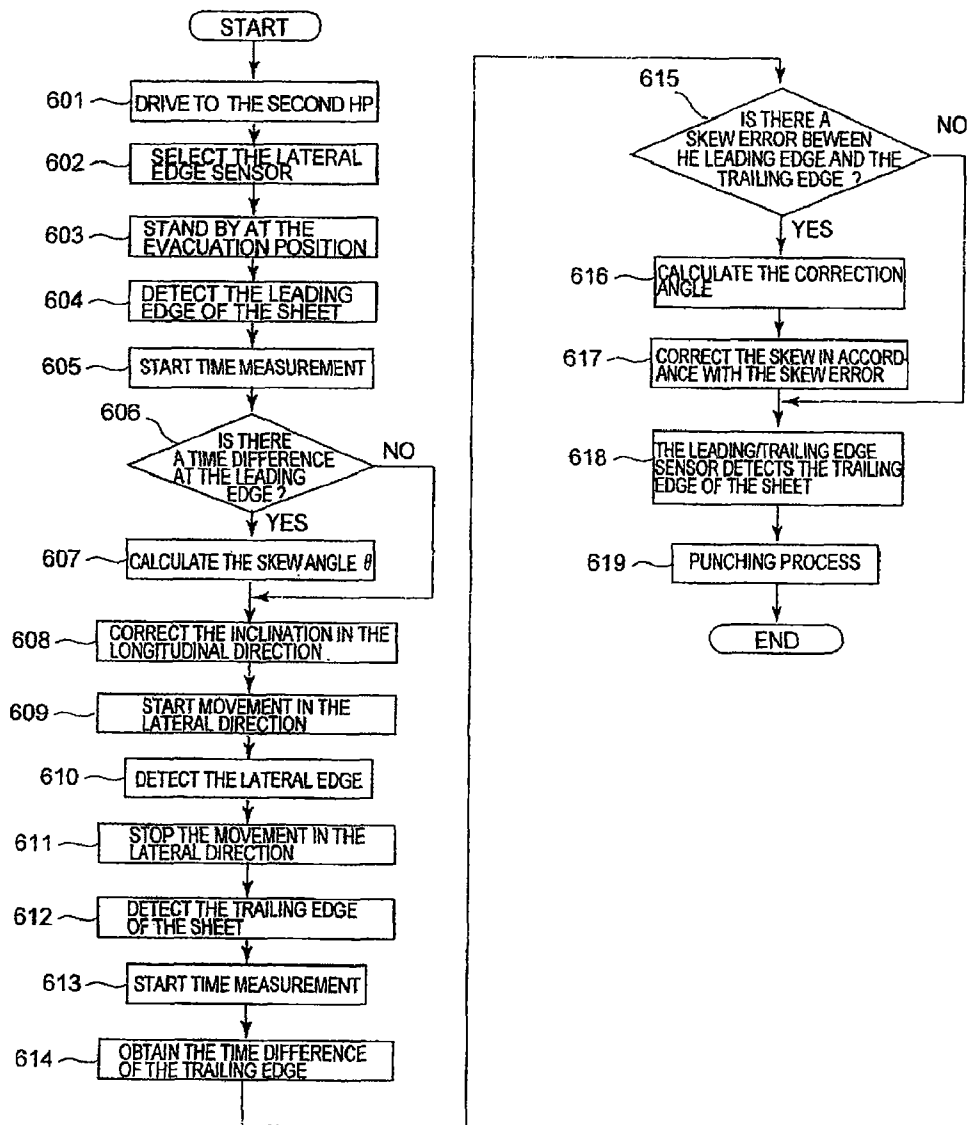 START
601
DRIVE TO THE SECOND HP
602
SELECT THE LATERAL
EDGE SENSOR
603
STAND BY AT THE
EVACUATION POSITION
604
DETECT THE LEADING
EDGE OF THE SHEET
605
START TIME MEASUREMENT
606
IS THERE
A TIME DIFFERENCE
AT THE LEADING
EDGE ?
NO
YES
607
CALCULATE THE SKEW ANGLE θ
608
CORRECT THE INCLINATION IN THE
LONGITUDINAL DIRECTION
609
START MOVEMENT IN THE
LATERAL DIRECTION
610
DETECT THE LATERAL EDGE
611
STOP THE MOVEMENT IN THE
LATERAL DIRECTION
612
DETECT THE TRAILING EDGE
OF THE SHEET
613
START TIME MEASUREMENT
614
OBTAIN THE TIME DIFFERENCE
OF THE TRAILING EDGE
615
IS THERE A
SKEW ERROR BEWEEN
HE LEADING EDGE AND THE
TRAILING EDGE ?
NO
YES
616
CALCULATE THE CORRECTION
ANGLE
617
CORRECT THE SKEW IN ACCORD-
ANCE WITH THE SKEW ERROR
618
THE LEADING/TRAILING EDGE
SENSOR DETECTS THE TRAILING
EDGE OF THE SHEET
619
PUNCHING PROCESS
END